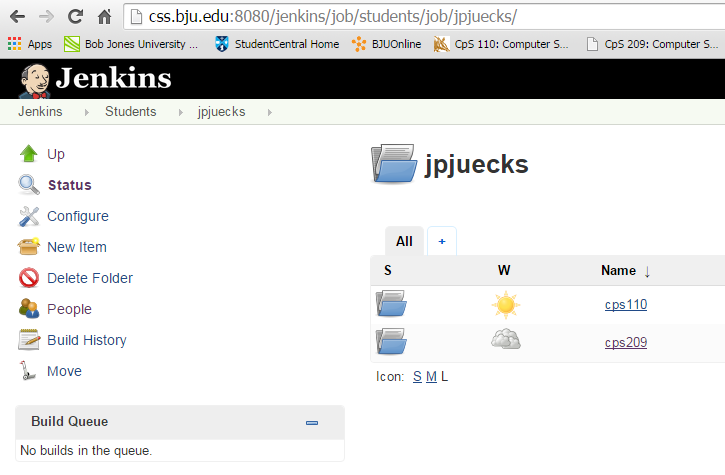 css.bju.edu:8080/jenkins/job/students/job/jpjuecks/
Apps Bob Jones University ... StudentCentral Home BJUOnline CpS 110: Computer S... CpS 209: Computer S...
Jenkins
Jenkins Students jpjuecks
Up
Status
Configure
New Item
Delete Folder
People
Build History
Move
Build Queue
No builds in the queue.
jpjuecks
All +
S W Name ↓
cps110
cps209
Icon: S M L